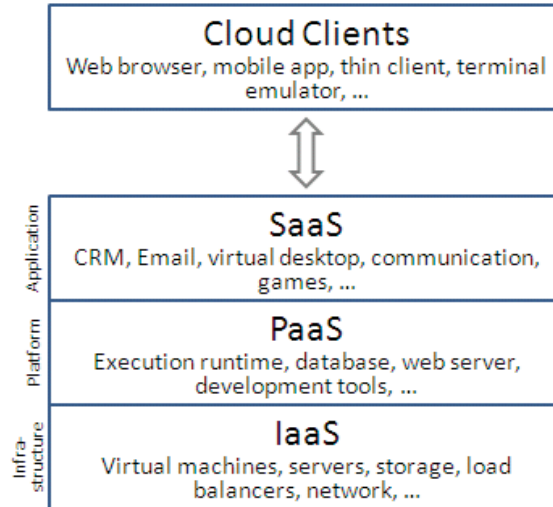 Cloud Clients
Web browser, mobile app, thin client, terminal
emulator, ...
Application
SaaS
CRM, Email, virtual desktop, communication,
games, ...
Platform
PaaS
Execution runtime, database, web server,
development tools, ...
Infra-
structure
IaaS
Virtual machines, servers, storage, load
balancers, network, ...